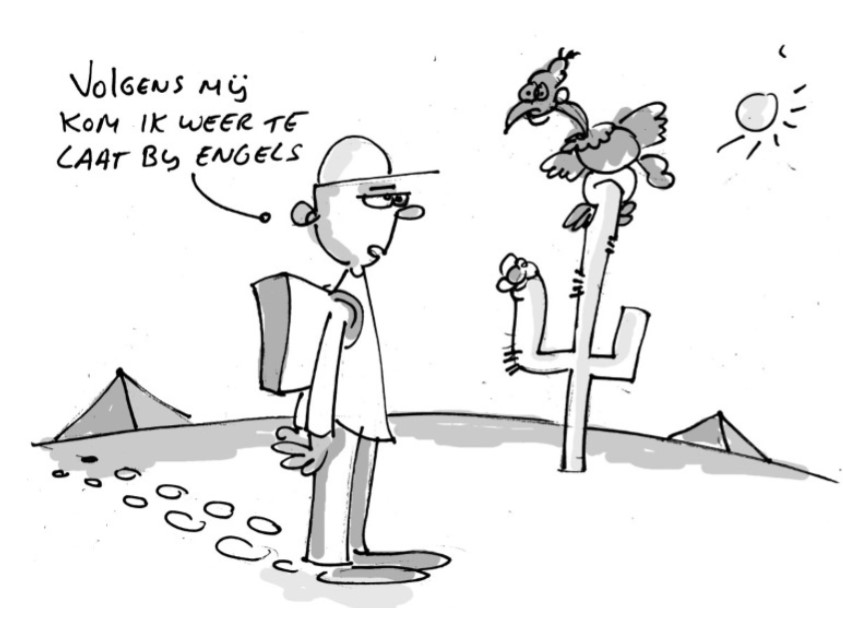 VOLGENS MIJ
KOM IK WEER TE
LAAT BIJ ENGELS